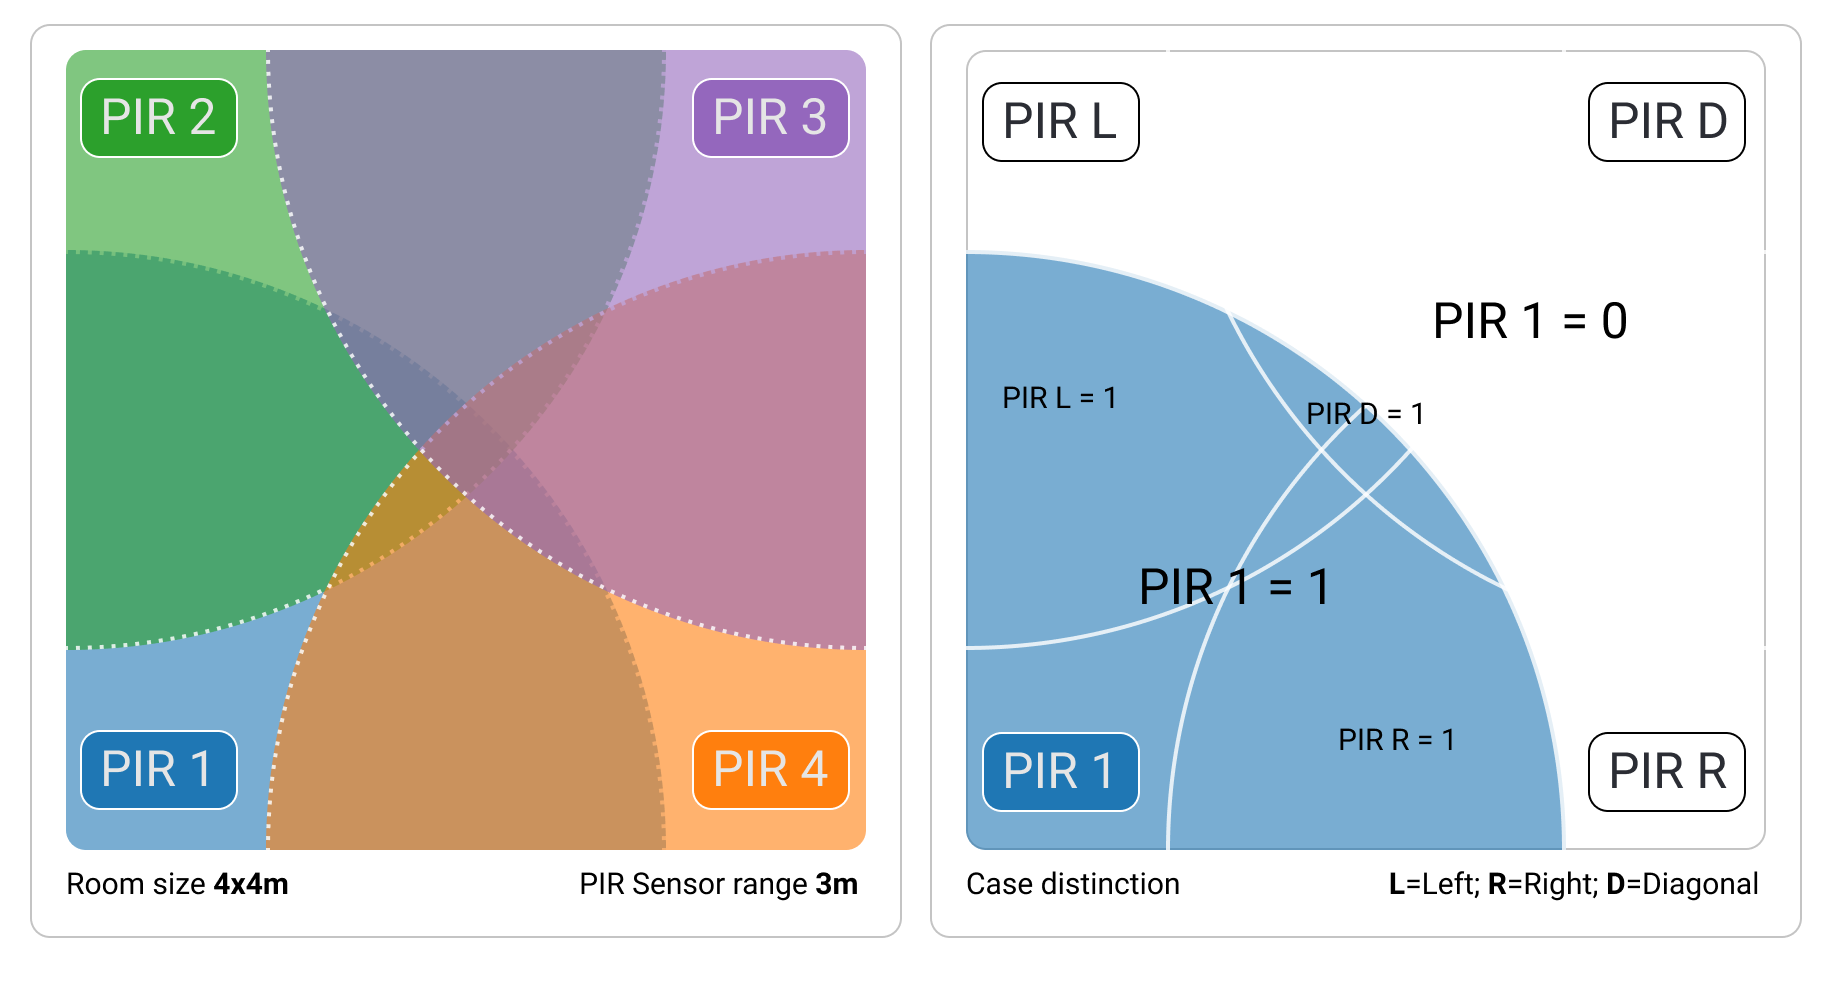 PIR 2
PIR 3
PIR 1
PIR 4
Room size 4x4m
PIR Sensor range 3m
PIR L
PIR D
PIR 1 = 0
PIR L = 1
PIR D = 1
PIR 1 = 1
PIR R = 1
PIR 1
PIR R
Case distinction
L=Left; R=Right; D=Diagonal